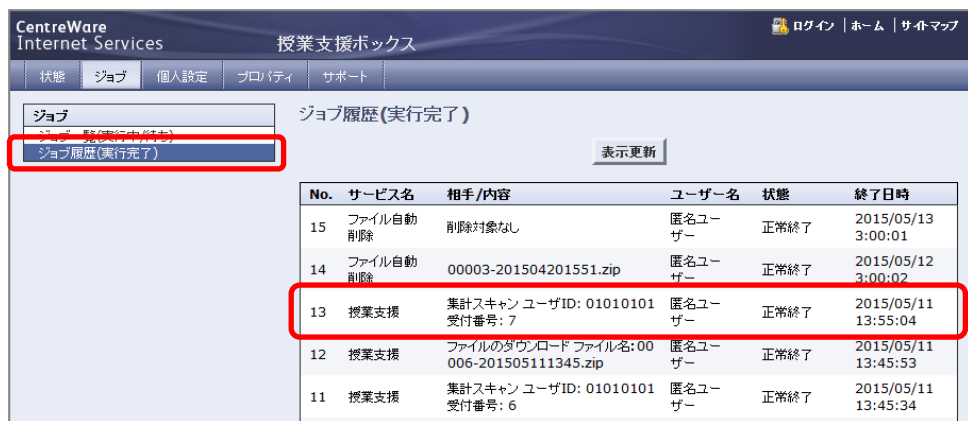 CentreWare
Internet Services
授業支援ボックス
ログイン | ホーム | サイトマップ
状態 ジョブ 個人設定 プロパティ サポート
ジョブ
ジョブ一覧(実行中/待ち)
ジョブ履歴(実行完了)
ジョブ履歴(実行完了)
表示更新
No. サービス名 相手/内容 ユーザー名 状態 終了日時
15 ファイル自動削除 削除対象なし 匿名ユーザー 正常終了 2015/05/13 3:00:01
14 ファイル自動削除 00003-201504201551.zip 匿名ユーザー 正常終了 2015/05/12 3:00:02
13 授業支援 集計スキャン ユーザID: 01010101 受付番号: 7 匿名ユーザー 正常終了 2015/05/11 13:55:04
12 授業支援 ファイルのダウンロード ファイル名:00006-201505111345.zip 匿名ユーザー 正常終了 2015/05/11 13:45:53
11 授業支援 集計スキャン ユーザID: 01010101 受付番号: 6 匿名ユーザー 正常終了 2015/05/11 13:45:34